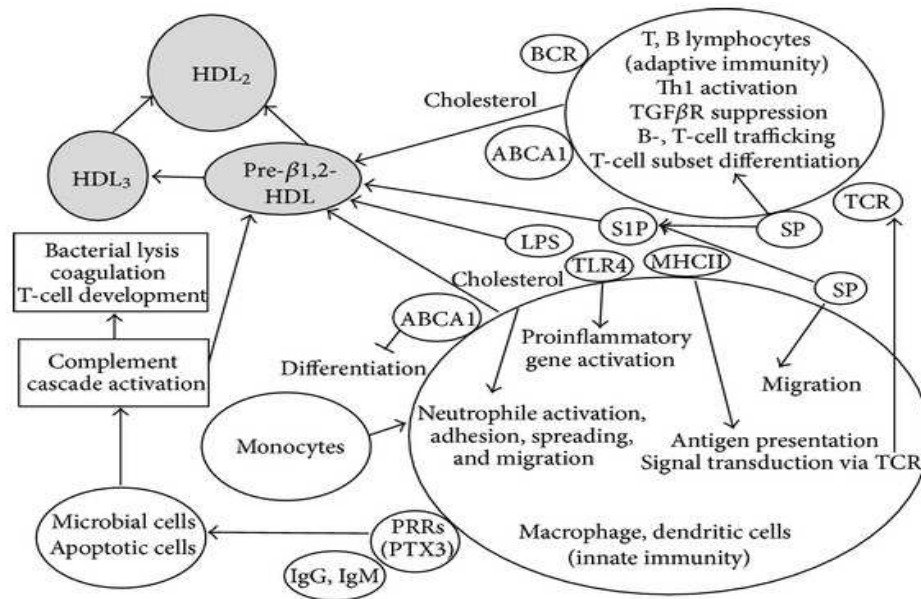 HDL2
HDL3
Pre-β1,2-
HDL
BCR
T, B lymphocytes
(adaptive immunity)
Th1 activation
TGFβR suppression
B-, T-cell trafficking
T-cell subset differentiation
Cholesterol
ABCA1
TCR
S1P
SP
LPS
TLR4
MHCII
SP
Bacterial lysis
coagulation
T-cell development
Cholesterol
ABCA1
Proinflammatory
gene activation
Complement
cascade activation
Differentiation
Migration
Monocytes
Neutrophile activation,
adhesion, spreading,
and migration
Antigen presentation
Signal transduction via TCR
Microbial cells
Apoptotic cells
PRRs
(PTX3)
IgG, IgM
Macrophage, dendritic cells
(innate immunity)